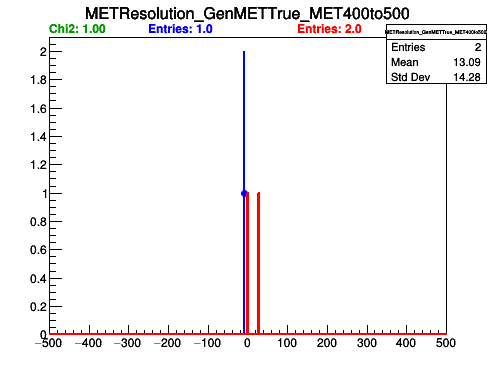 METResolution_GenMETTrue_MET400to500
Chi2: 1.00 Entries: 1.0 Entries: 2.0
METResolution_GenMETTrue_MET400to500
Entries 2
Mean 13.09
Std Dev 14.28
2
1.8
1.6
1.4
1.2
1
0.8
0.6
0.4
0.2
0
−500 −400 −300 −200 −100 0 100 200 300 400 500